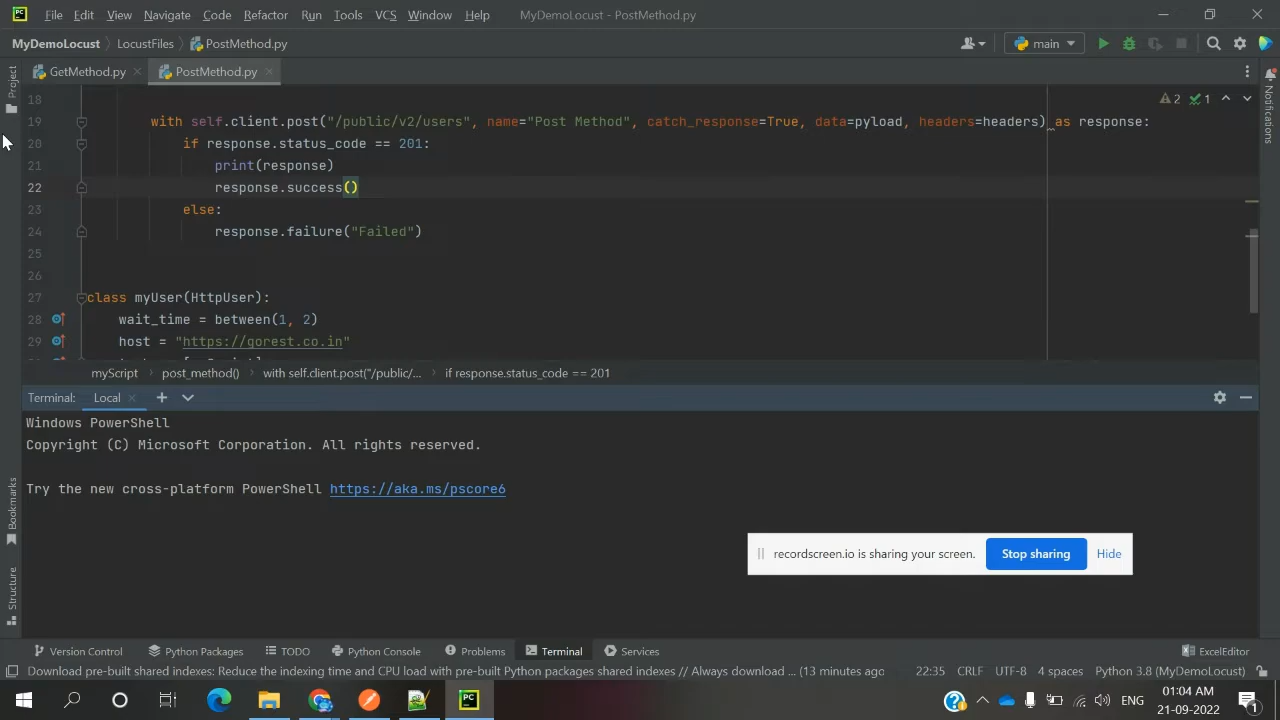 File Edit View Navigate Code Refactor Run Tools VCS Window Help MyDemoLocust - PostMethod.py
MyDemoLocust LocustFiles PostMethod.py main
GetMethod.py PostMethod.py
Project
Notifications
18 2 1
19 with self.client.post("/public/v2/users", name="Post Method", catch_response=True, data=pyload, headers=headers) as response:
20 if response.status_code == 201:
21 print(response)
22 response.success()
23 else:
24 response.failure("Failed")
25
26
27 class myUser(HttpUser):
28 wait_time = between(1, 2)
29 host = "https://gorest.co.in"
myScript post_method() with self.client.post("/public/... if response.status_code == 201
Terminal: Local
Windows PowerShell
Copyright (C) Microsoft Corporation. All rights reserved.
Try the new cross-platform PowerShell https://aka.ms/pscore6
recordscreen.io is sharing your screen. Stop sharing Hide
Bookmarks
Structure
Version Control Python Packages TODO Python Console Problems Terminal Services ExcelEditor
Download pre-built shared indexes: Reduce the indexing time and CPU load with pre-built Python packages shared indexes // Always download ... (13 minutes ago 22:35 CRLF UTF-8 4 spaces Python 3.8 (MyDemoLocust)
PC ENG 01:04 AM
21-09-2022 1